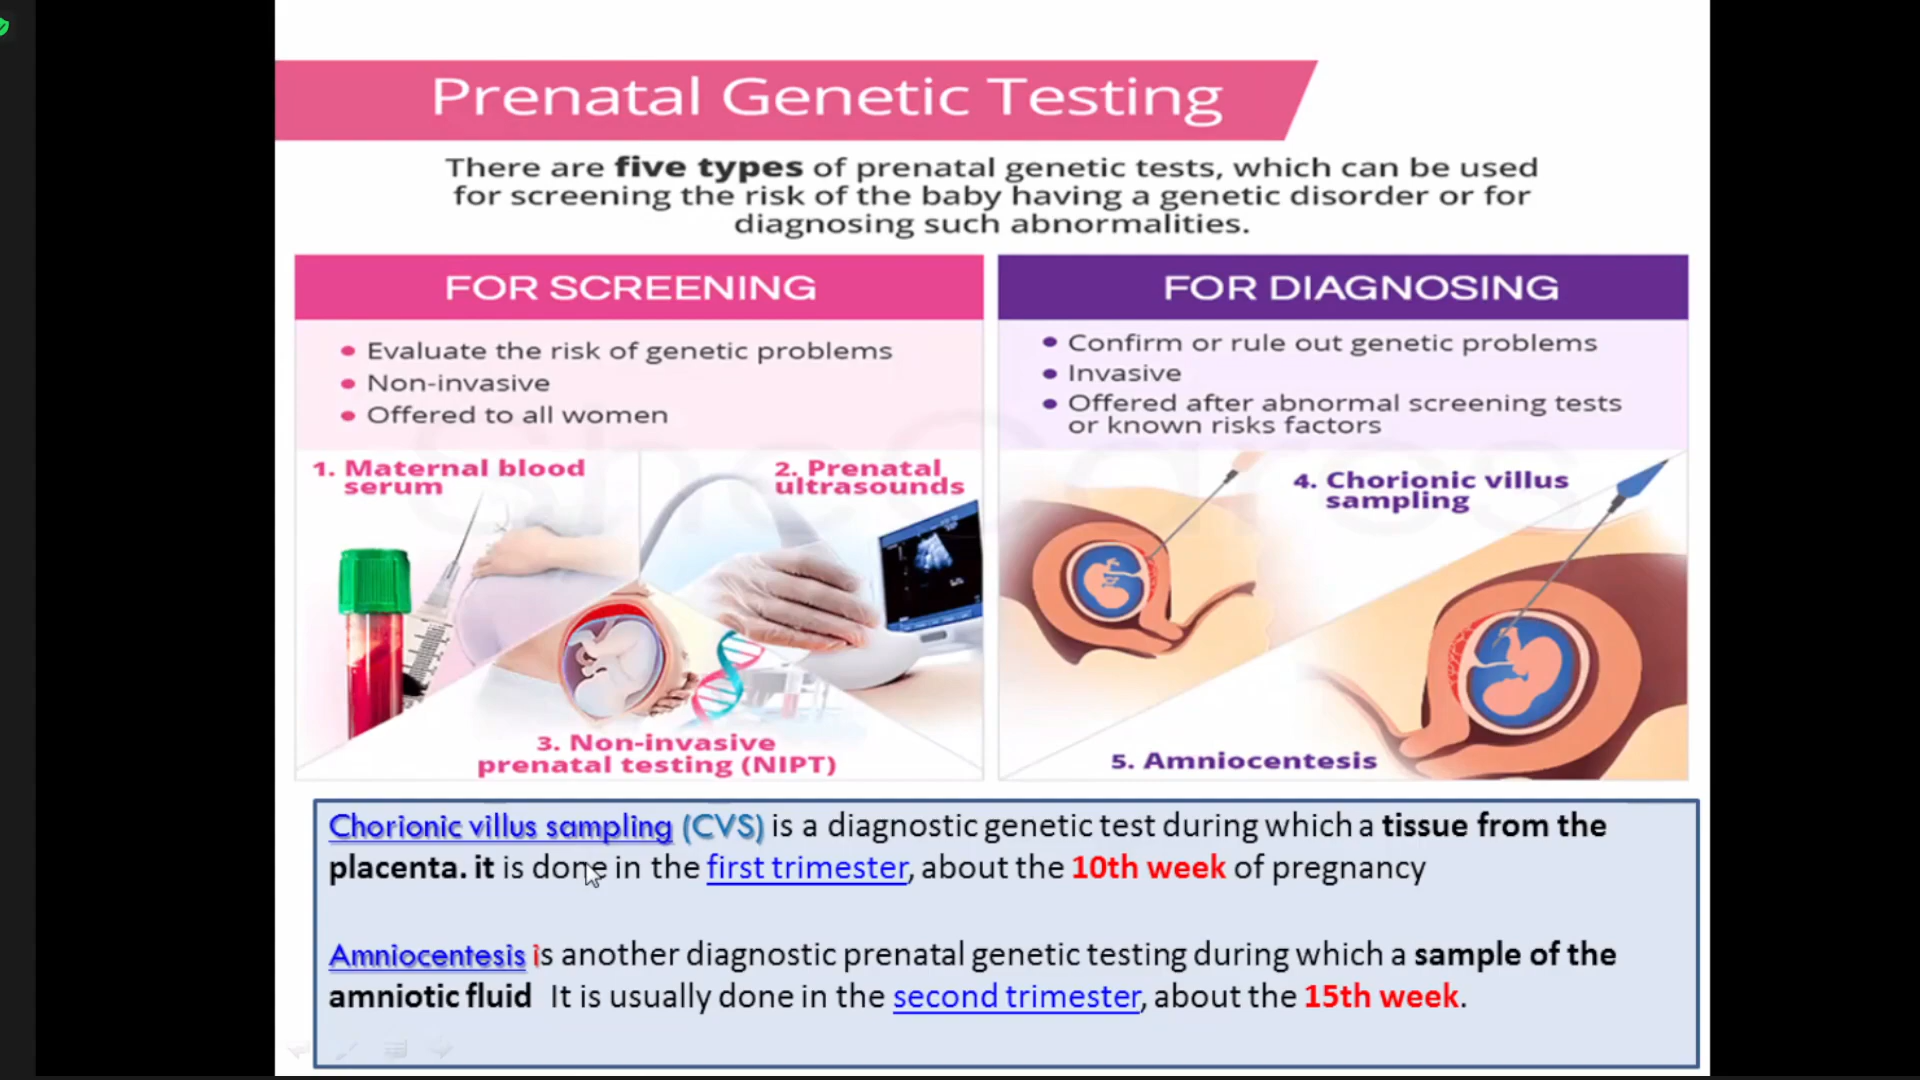 Prenatal Genetic Testing
There are five types of prenatal genetic tests, which can be used
for screening the risk of the baby having a genetic disorder or for
diagnosing such abnormalities.
FOR SCREENING
• Evaluate the risk of genetic problems
• Non-invasive
• Offered to all women
1. Maternal blood
serum
2. Prenatal
ultrasounds
3. Non-invasive
prenatal testing (NIPT)
FOR DIAGNOSING
• Confirm or rule out genetic problems
• Invasive
• Offered after abnormal screening tests
or known risks factors
4. Chorionic villus
sampling
5. Amniocentesis
SheCares
Chorionic villus sampling (CVS) is a diagnostic genetic test during which a tissue from the
placenta. it is done in the first trimester, about the 10th week of pregnancy
Amniocentesis is another diagnostic prenatal genetic testing during which a sample of the
amniotic fluid It is usually done in the second trimester, about the 15th week.